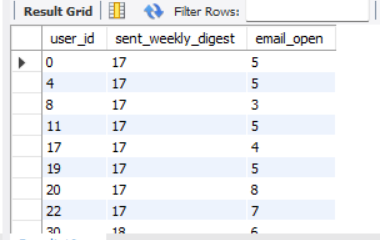 Result Grid Filter Rows:
user_id sent_weekly_digest email_open
0 17 5
4 17 5
8 17 3
11 17 5
17 17 4
19 17 5
20 17 8
22 17 7
30 18 6